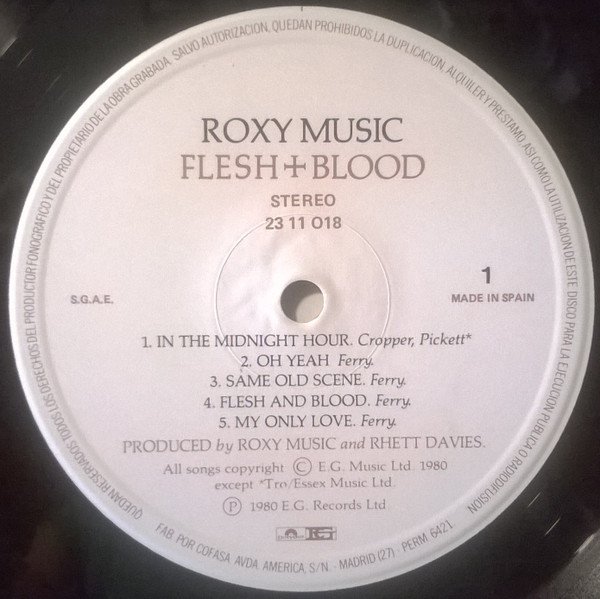 QUEDAN RESERVADOS TODOS LOS DERECHOS DEL PRODUCTOR FONOGRAFICO Y DEL PROPIETARIO DE LA OBRA GRABADA. SALVO AUTORIZACION, QUEDAN PROHIBIDOS LA DUPLICACION, ALQUILER Y PRESTAMO, ASI COMO LA UTILIZACION DE ESTE DISCO PARA LA EJECUCION PUBLICA O RADIODIFUSION
ROXY MUSIC
FLESH + BLOOD
STEREO
23 11 018
S.G.A.E.
1
MADE IN SPAIN
1. IN THE MIDNIGHT HOUR. Cropper, Pickett*
2. OH YEAH Ferry.
3. SAME OLD SCENE. Ferry.
4. FLESH AND BLOOD. Ferry.
5. MY ONLY LOVE. Ferry.
PRODUCED by ROXY MUSIC and RHETT DAVIES.
All songs copyright © E.G. Music Ltd. 1980
except *Tro/Essex Music Ltd.
℗ 1980 E.G. Records Ltd
FAB. POR COFASA AVDA. AMERICA, S/N. - MADRID (27) - PERM. 6421